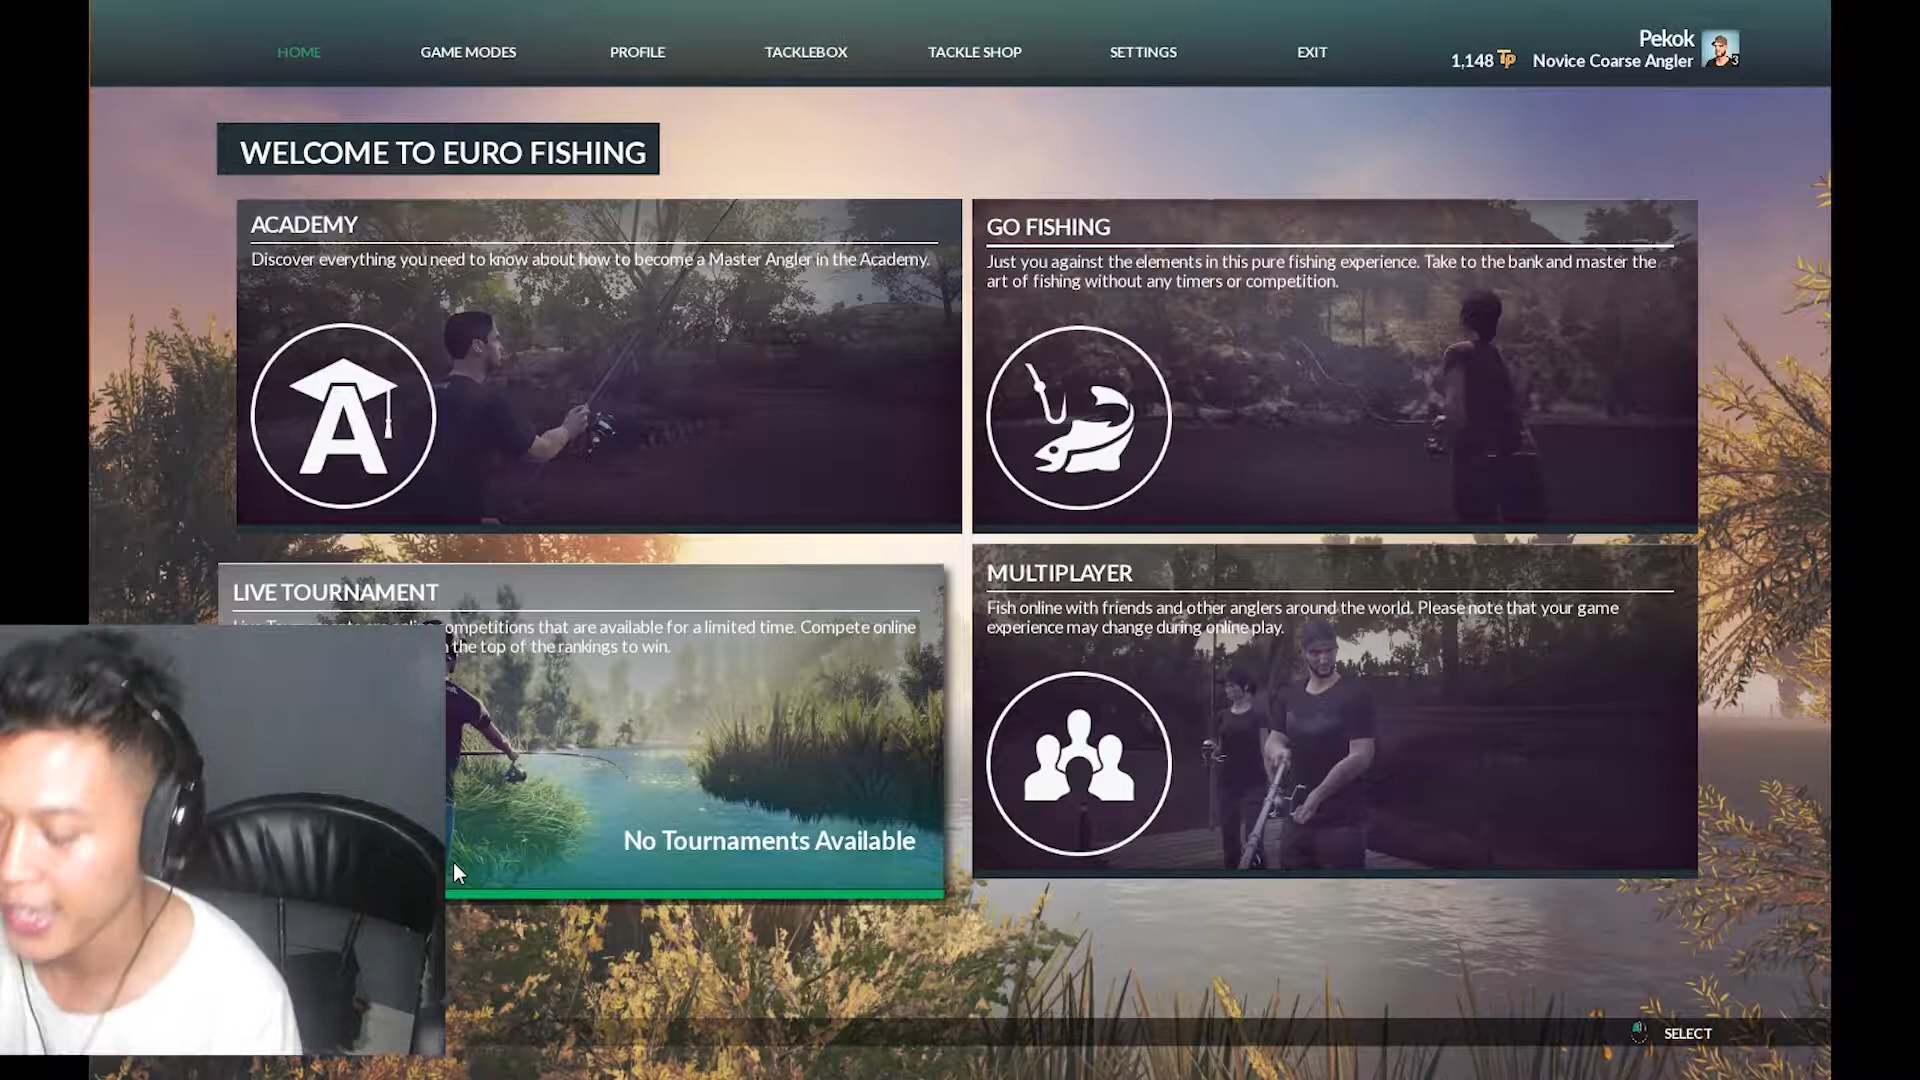 HOME GAME MODES PROFILE TACKLEBOX TACKLE SHOP SETTINGS EXIT
Pekok
1,148 TP Novice Coarse Angler 3
WELCOME TO EURO FISHING
ACADEMY
Discover everything you need to know about how to become a Master Angler in the Academy.
A
GO FISHING
Just you against the elements in this pure fishing experience. Take to the bank and master the
art of fishing without any timers or competition.
LIVE TOURNAMENT
ompetitions that are available for a limited time. Compete online
the top of the rankings to win.
No Tournaments Available
MULTIPLAYER
Fish online with friends and other anglers around the world. Please note that your game
experience may change during online play.
SELECT